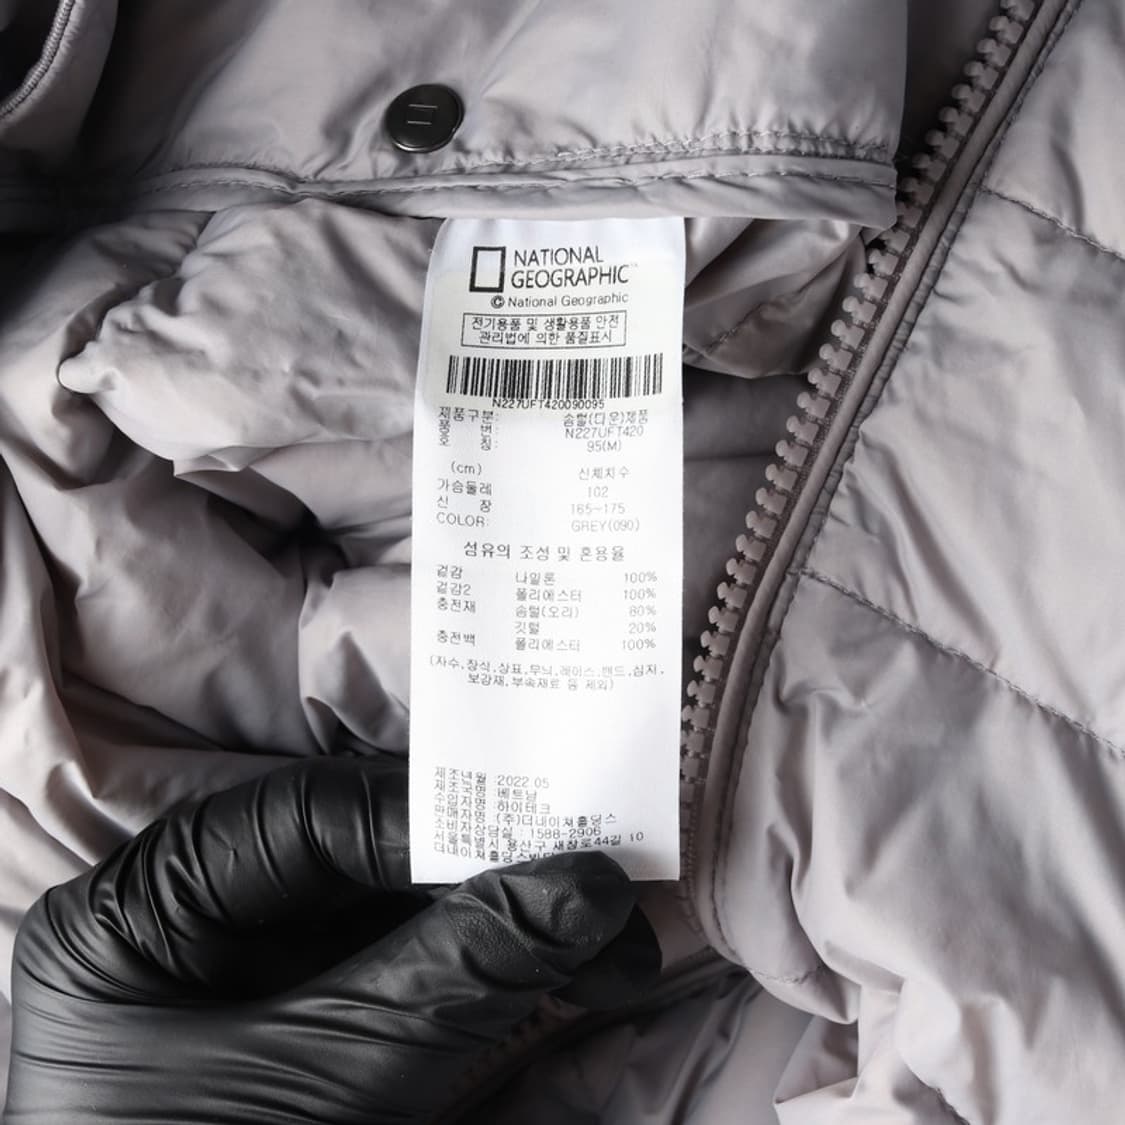 NATIONAL
GEOGRAPHIC™
© National Geographic
전기용품 및 생활용품 안전
관리법에 의한 품질표시
N227UFT420090095
제품구분: 솜털(다운)제품
품 번: N227UFT420
호 칭: 95(M)
(cm) 신체치수
가슴둘레 102
신 장 165~175
COLOR: GREY(090)
섬유의 조성 및 혼용율
겉감 나일론 100%
겉감2 폴리에스터 100%
충전재 솜털(오리) 80%
깃털 20%
충전백 폴리에스터 100%
(자수,장식,상표,무늬,레이스,밴드,심지,
보강재,부속재료 등 제외)
제조년월 :2022.05
제조국명 :베트남
수입자명 :하이테크
판매자명 :(주)더네이쳐홀딩스
소비자상담실 : 1588-2906
서울특별시 용산구 새창로44길 10
더네이쳐홀딩스